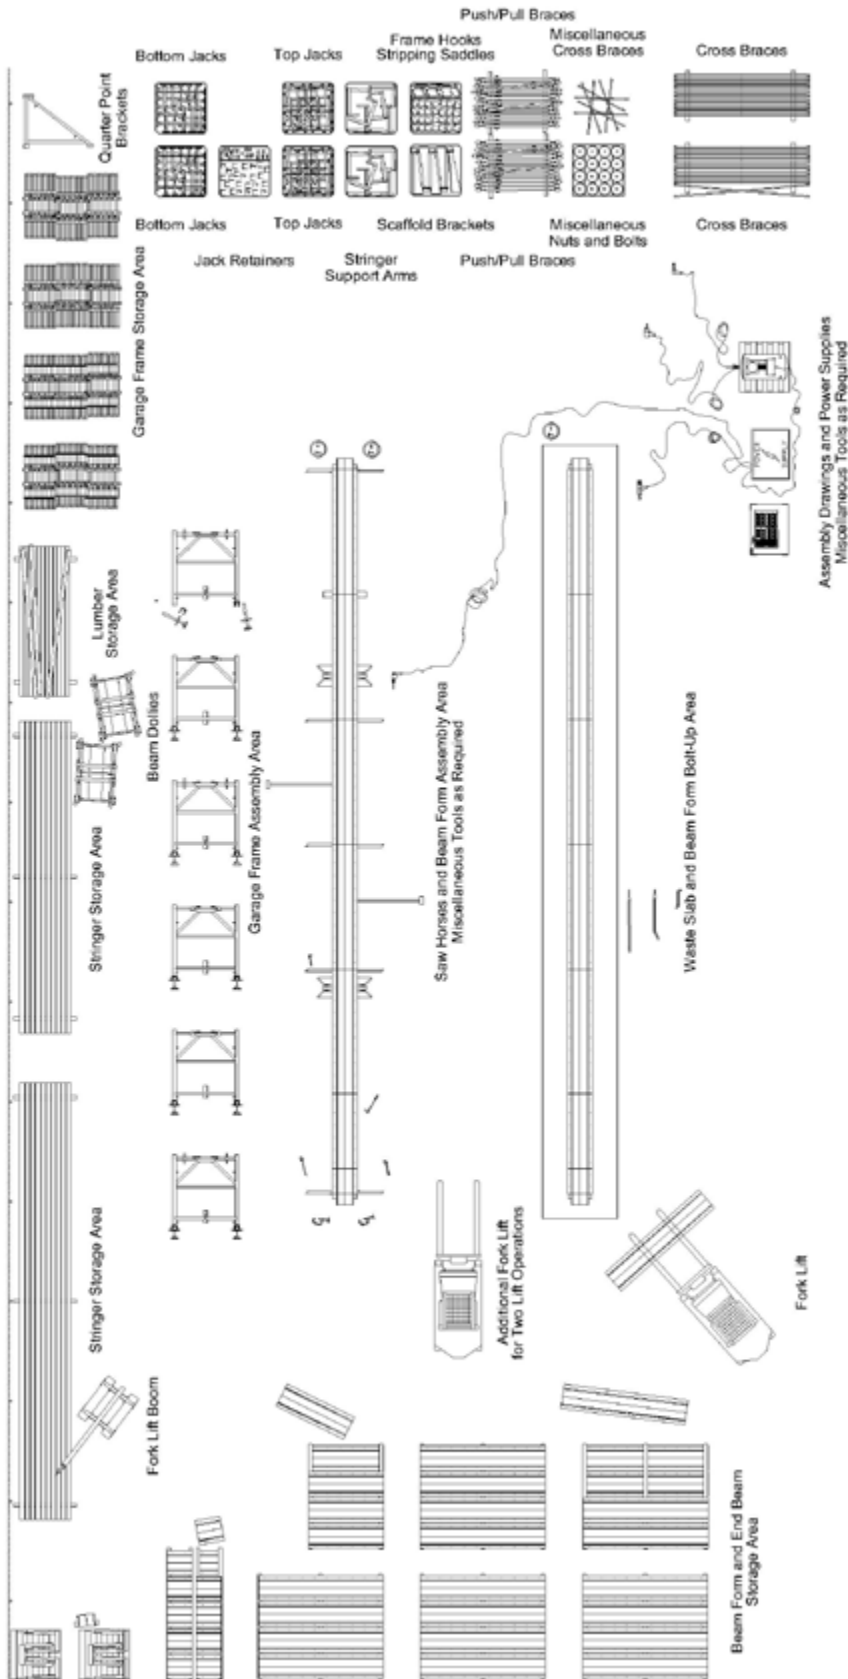 Push/Pull Braces
Bottom Jacks
Top Jacks
Frame Hooks
Stripping Saddles
Miscellaneous
Cross Braces
Cross Braces
Quarter Point
Brackets
Bottom Jacks
Top Jacks
Scaffold Brackets
Miscellaneous
Nuts and Bolts
Cross Braces
Jack Retainers
Stringer
Support Arms
Push/Pull Braces
Garage Frame Storage Area
Assembly Drawings and Power Supplies
Miscellaneous Tools as Required
POWER
SUPPLY
Lumber
Storage Area
Beam Dollies
Garage Frame Assembly Area
Saw Horses and Beam Form Assembly Area
Miscellaneous Tools as Required
Waste Slab and Beam Form Bolt-Up Area
Stringer Storage Area
Stringer Storage Area
Additional Fork Lift
for Two Lift Operations
Fork Lift
Fork Lift Boom
Beam Form and End Beam
Storage Area